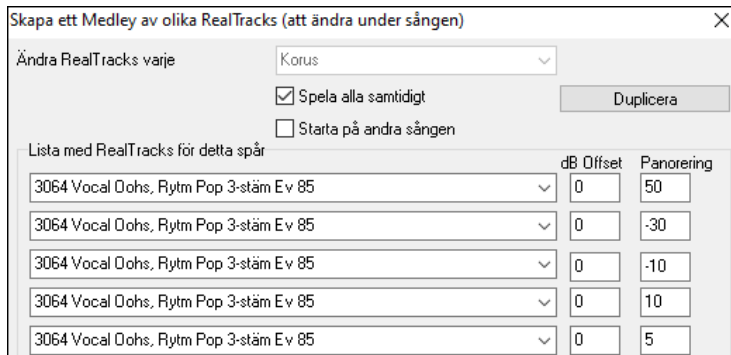 Skapa ett Medley av olika RealTracks (att ändra under sången)
Ändra RealTracks varje Korus
Spela alla samtidigt Duplicera
Starta på andra sången
Lista med RealTracks för detta spår dB Offset Panorering
3064 Vocal Oohs, Rytm Pop 3-stäm Ev 85 0 50
3064 Vocal Oohs, Rytm Pop 3-stäm Ev 85 0 -30
3064 Vocal Oohs, Rytm Pop 3-stäm Ev 85 0 -10
3064 Vocal Oohs, Rytm Pop 3-stäm Ev 85 0 10
3064 Vocal Oohs, Rytm Pop 3-stäm Ev 85 0 5